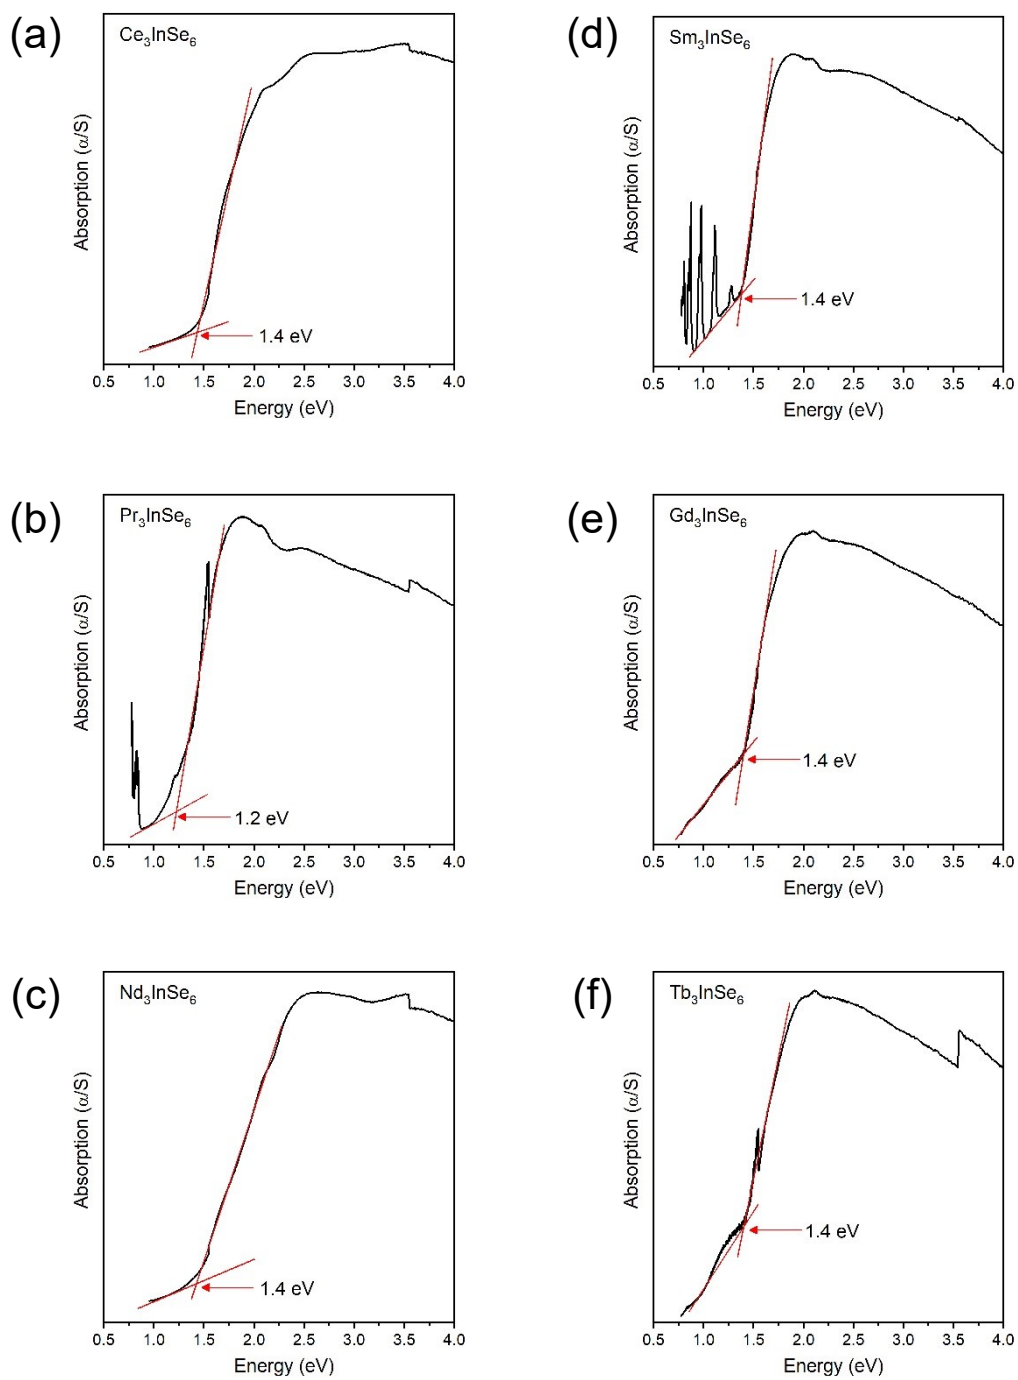 (a)
Ce₃InSe₆
Absorption (α/S)
1.4 eV
0.5 1.0 1.5 2.0 2.5 3.0 3.5 4.0
Energy (eV)
(d)
Sm₃InSe₆
Absorption (α/S)
1.4 eV
0.5 1.0 1.5 2.0 2.5 3.0 3.5 4.0
Energy (eV)
(b)
Pr₃InSe₆
Absorption (α/S)
1.2 eV
0.5 1.0 1.5 2.0 2.5 3.0 3.5 4.0
Energy (eV)
(e)
Gd₃InSe₆
Absorption (α/S)
1.4 eV
0.5 1.0 1.5 2.0 2.5 3.0 3.5 4.0
Energy (eV)
(c)
Nd₃InSe₆
Absorption (α/S)
1.4 eV
0.5 1.0 1.5 2.0 2.5 3.0 3.5 4.0
Energy (eV)
(f)
Tb₃InSe₆
Absorption (α/S)
1.4 eV
0.5 1.0 1.5 2.0 2.5 3.0 3.5 4.0
Energy (eV)